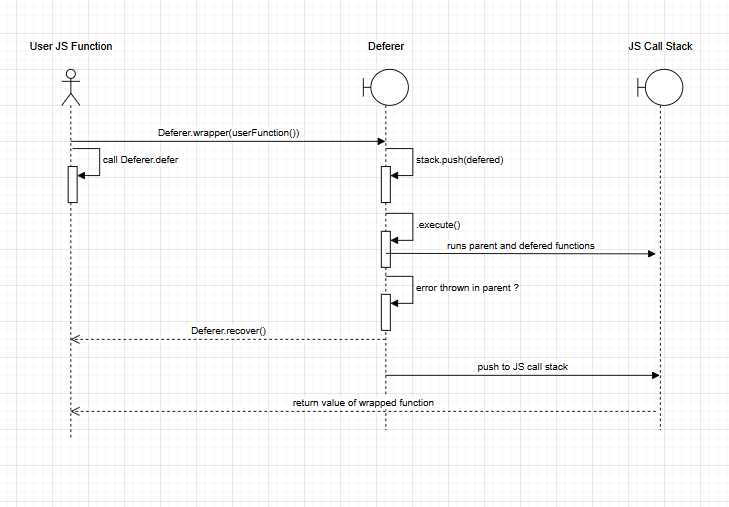 User JS Function
Deferer
JS Call Stack
Deferer.wrapper(userFunction())
call Deferer.defer
stack.push(defered)
.execute()
runs parent and defered functions
error thrown in parent ?
Deferer.recover()
push to JS call stack
return value of wrapped function